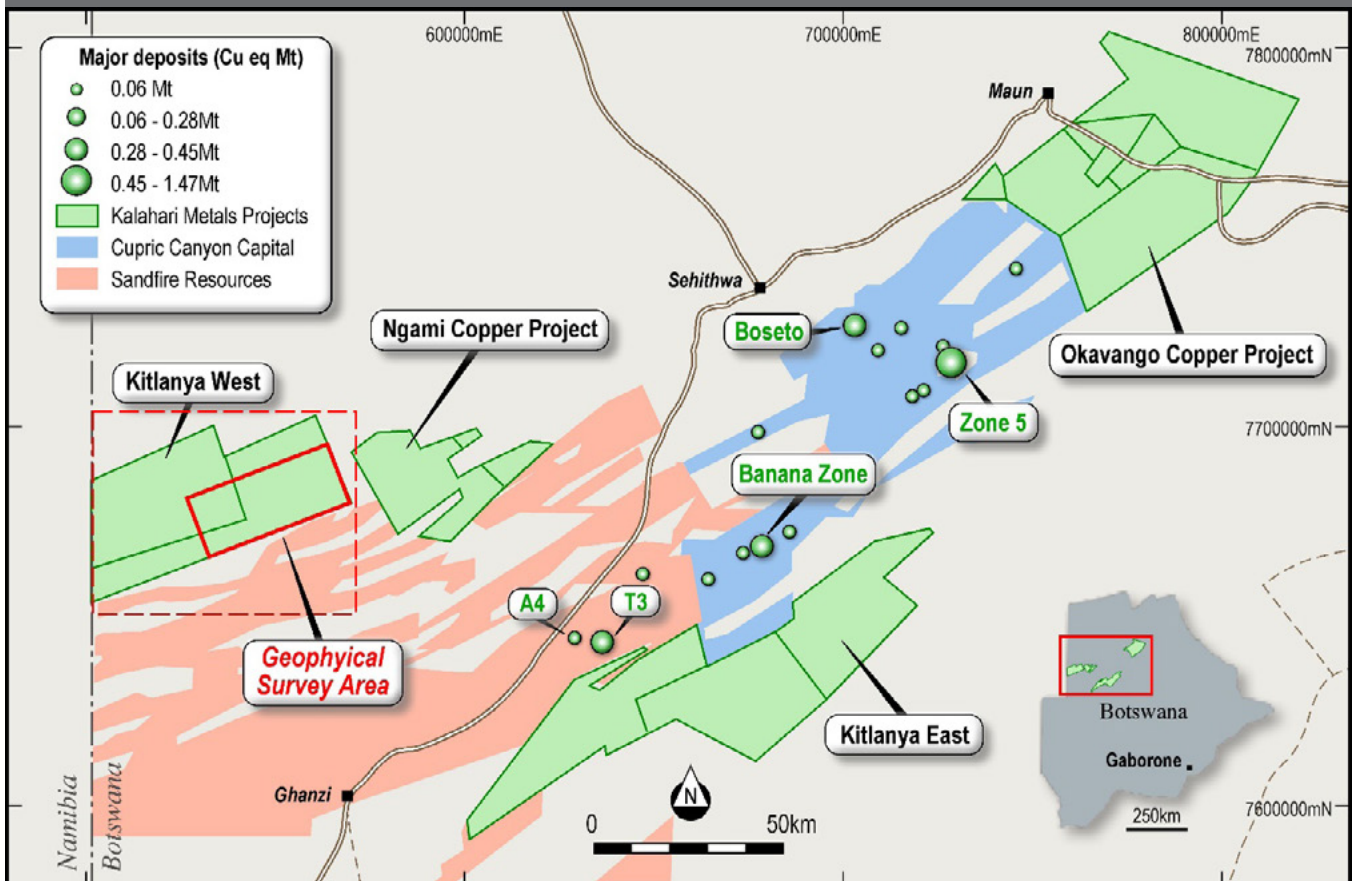 600000mE
700000mE
800000mE
7800000mN
Major deposits (Cu eq Mt)
0.06 Mt
0.06 - 0.28Mt
0.28 - 0.45Mt
0.45 - 1.47Mt
Kalahari Metals Projects
Cupric Canyon Capital
Sandfire Resources
Maun
Sehithwa
Ngami Copper Project
Boseto
Okavango Copper Project
Kitlanya West
Zone 5
7700000mN
Banana Zone
A4
T3
Geophyical
Survey Area
Kitlanya East
Botswana
Gaborone
250km
Ghanzi
N
0
50km
7600000mN
Namibia
Botswana